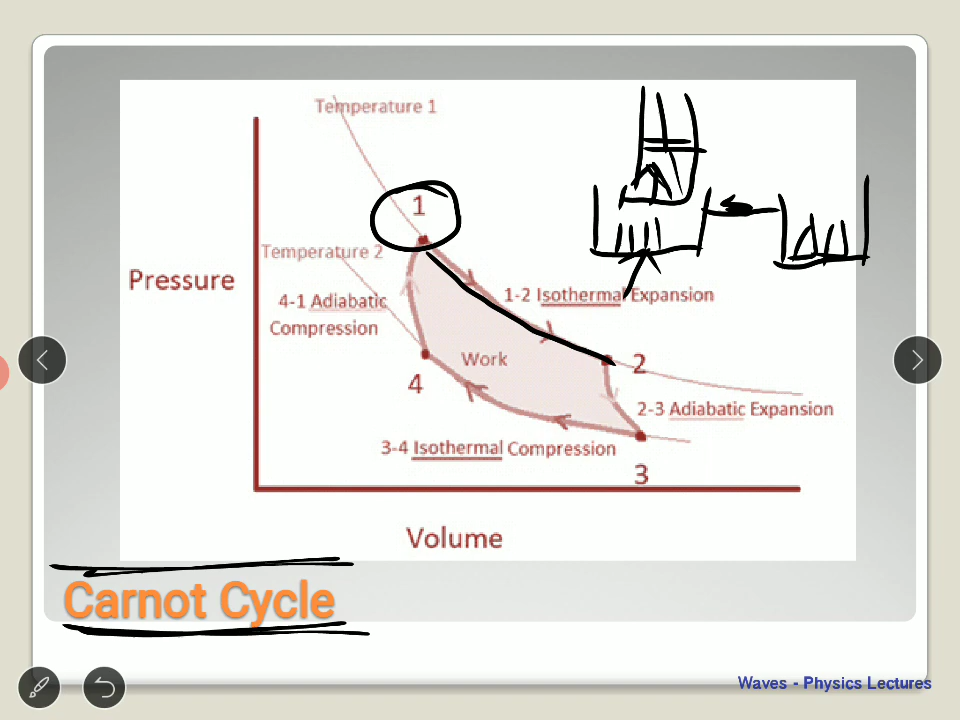 Temperature 1
1
Temperature 2
Pressure
4-1 Adiabatic
Compression
1-2 Isothermal Expansion
Work
2
4
2-3 Adiabatic Expansion
3-4 Isothermal Compression
3
Volume
Carnot Cycle
Waves - Physics Lectures